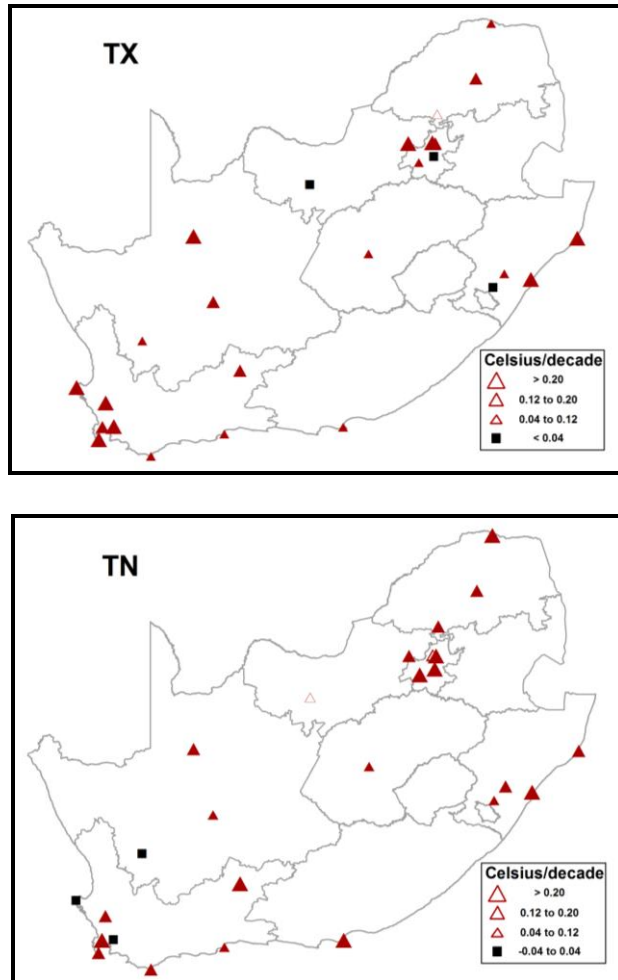 TX
Celsius/decade
> 0.20
0.12 to 0.20
0.04 to 0.12
< 0.04
TN
Celsius/decade
> 0.20
0.12 to 0.20
0.04 to 0.12
-0.04 to 0.04